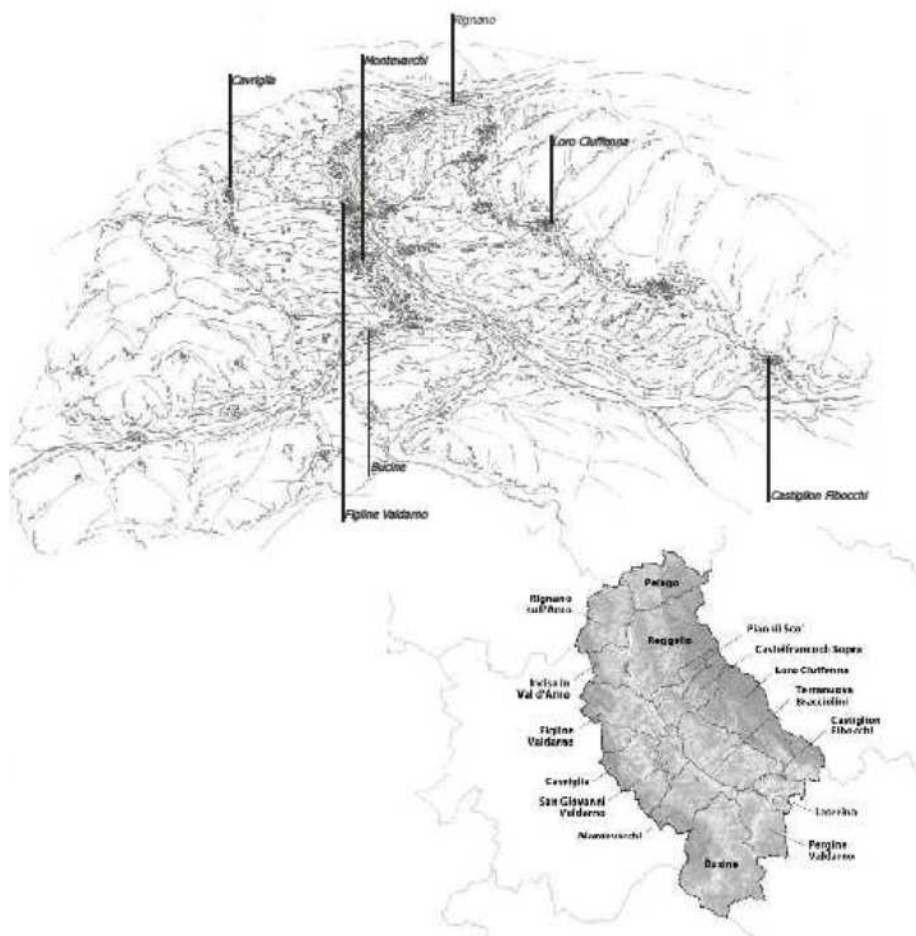 Rignano
Montevarchi
Cavriglia
Loro Ciuffenna
Bucine
Castiglion Fibocchi
Figline Valdarno
Pelago
Rignano
sull'Arno
Reggello
Pian di Sco'
Castelfranco di Sopra
Loro Ciuffenna
Incisa in
Val d'Arno
Terranuova
Bracciolini
Figline
Valdarno
Castiglion
Fibocchi
Cavriglia
San Giovanni
Valdarno
Laterina
Montevarchi
Pergine
Valdarno
Bucine